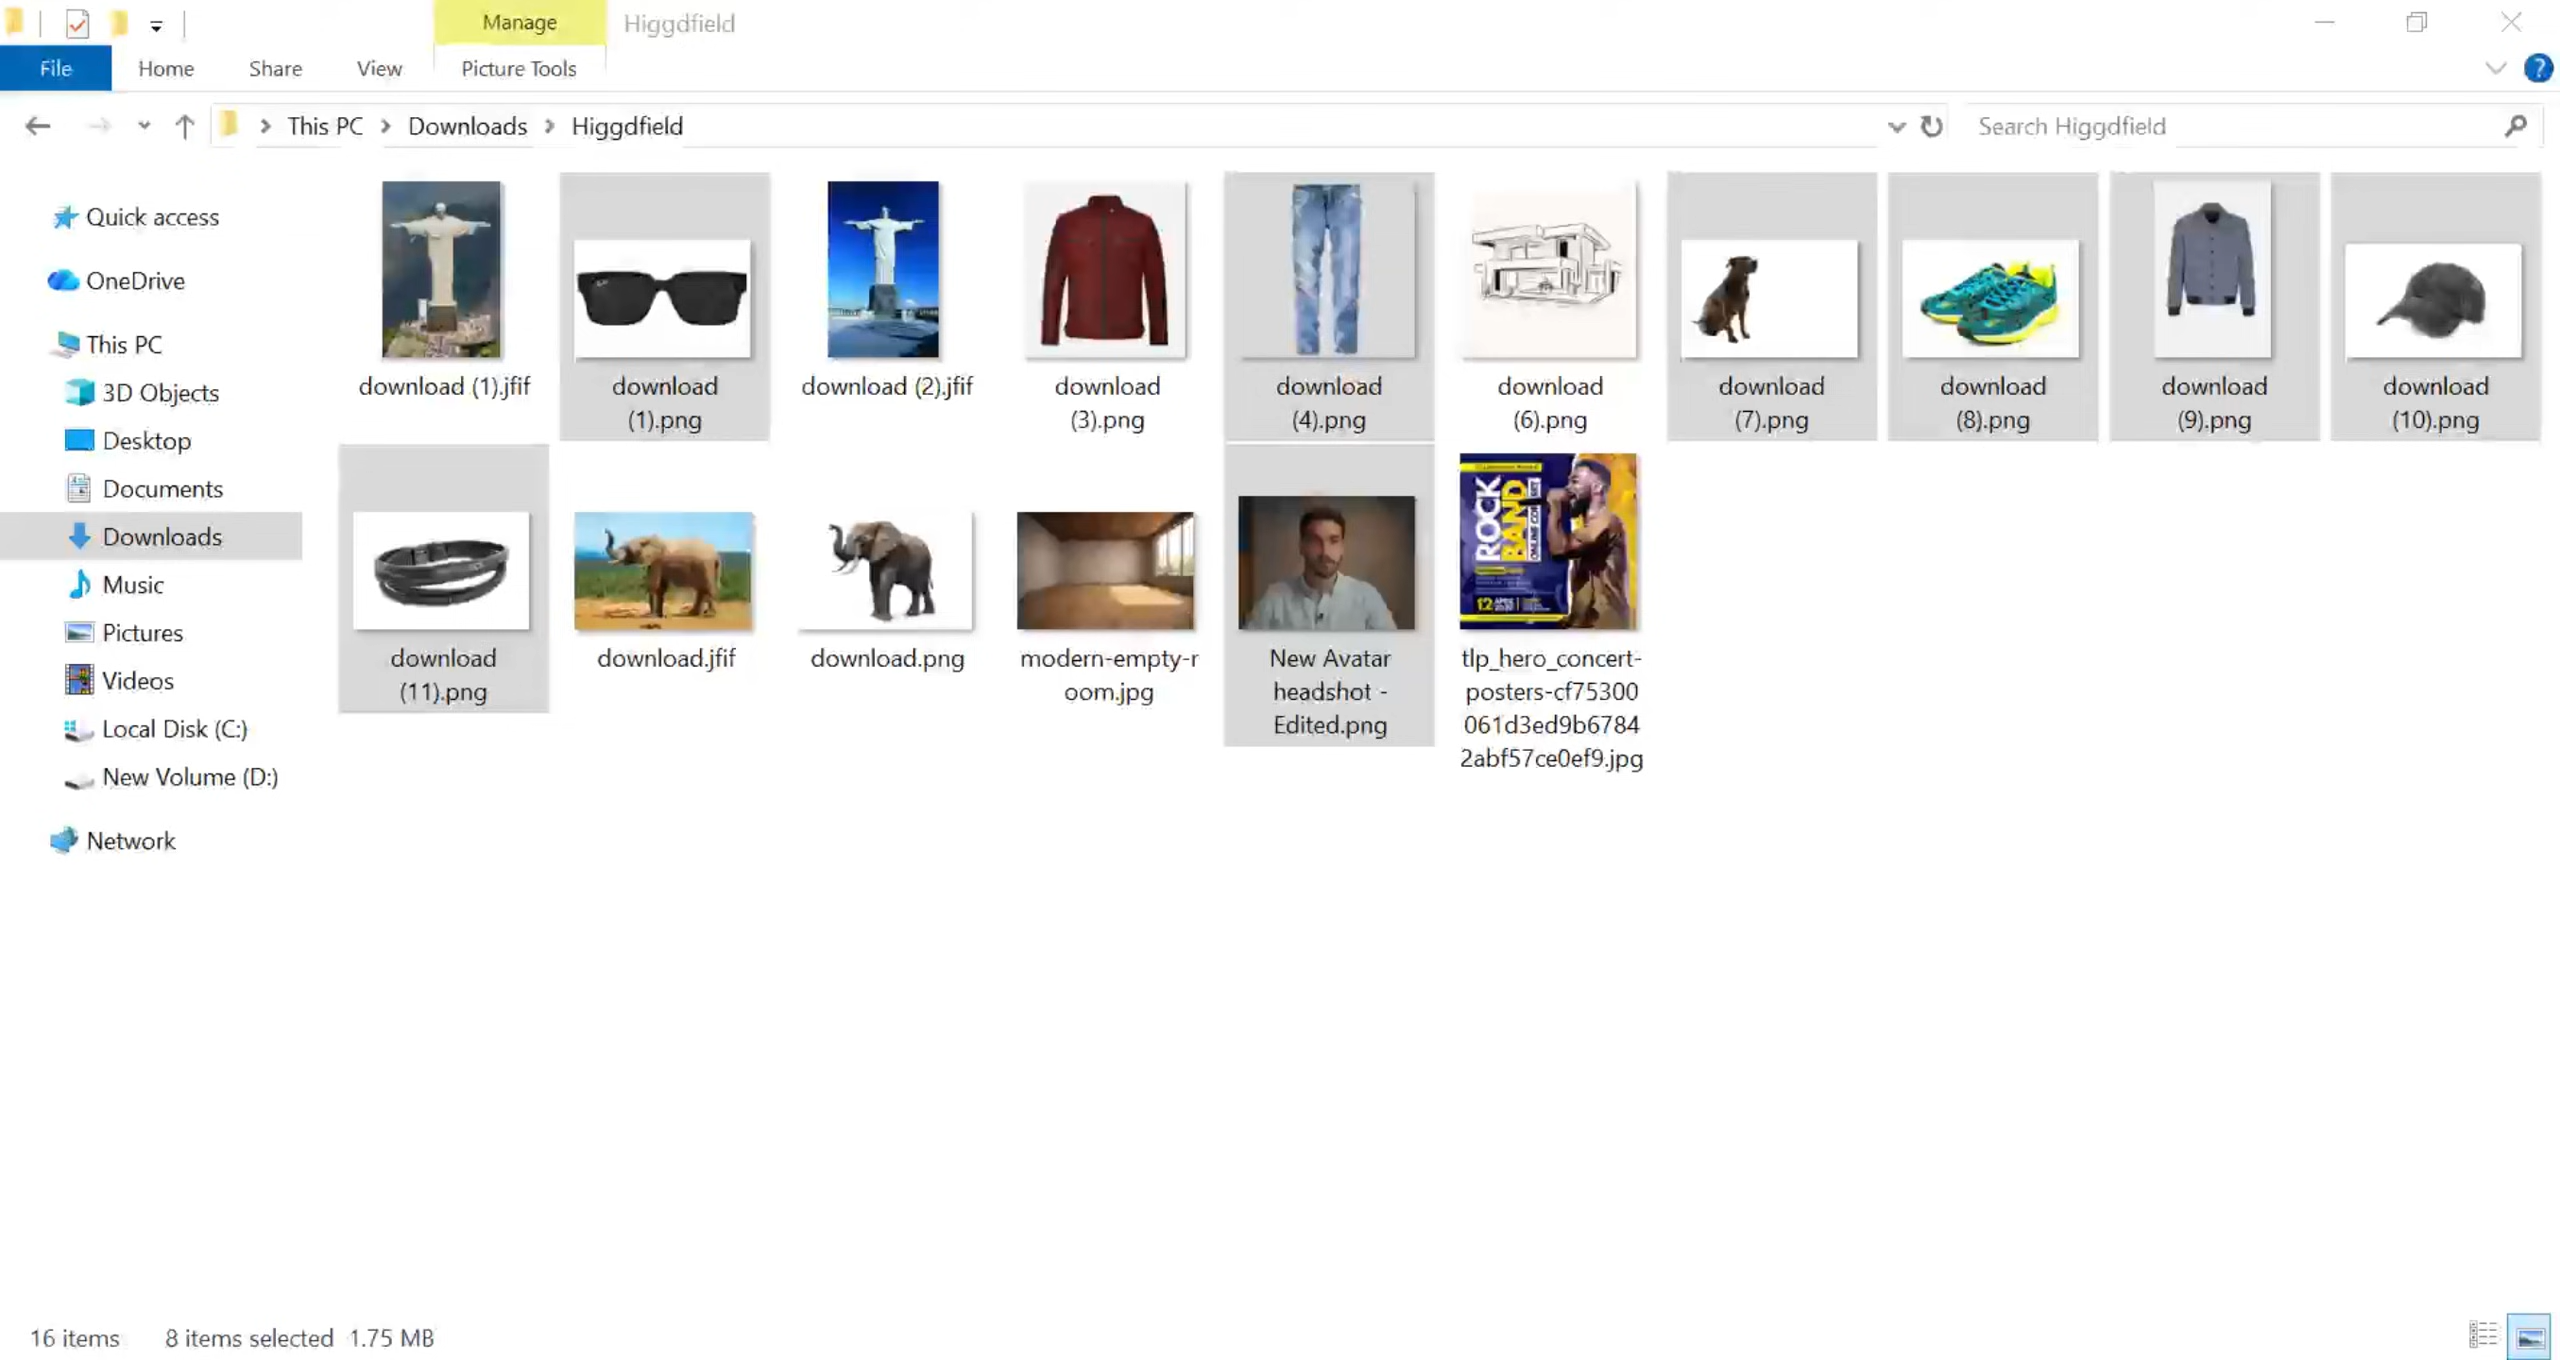 Manage
Higgdfield
File
Home
Share
View
Picture Tools
This PC
Downloads
Higgdfield
Search Higgdfield
Quick access
OneDrive
This PC
3D Objects
Desktop
Documents
Downloads
Music
Pictures
Videos
Local Disk (C:)
New Volume (D:)
Network
download (1).jfif
download
(1).png
download (2).jfif
download
(3).png
download
(4).png
download
(6).png
download
(7).png
download
(8).png
download
(9).png
download
(10).png
download
(11).png
download.jfif
download.png
modern-empty-r
oom.jpg
New Avatar
headshot -
Edited.png
ROCK
BAND
12
tlp_hero_concert-
posters-cf75300
061d3ed9b6784
2abf57ce0ef9.jpg
16 items
8 items selected
1.75 MB